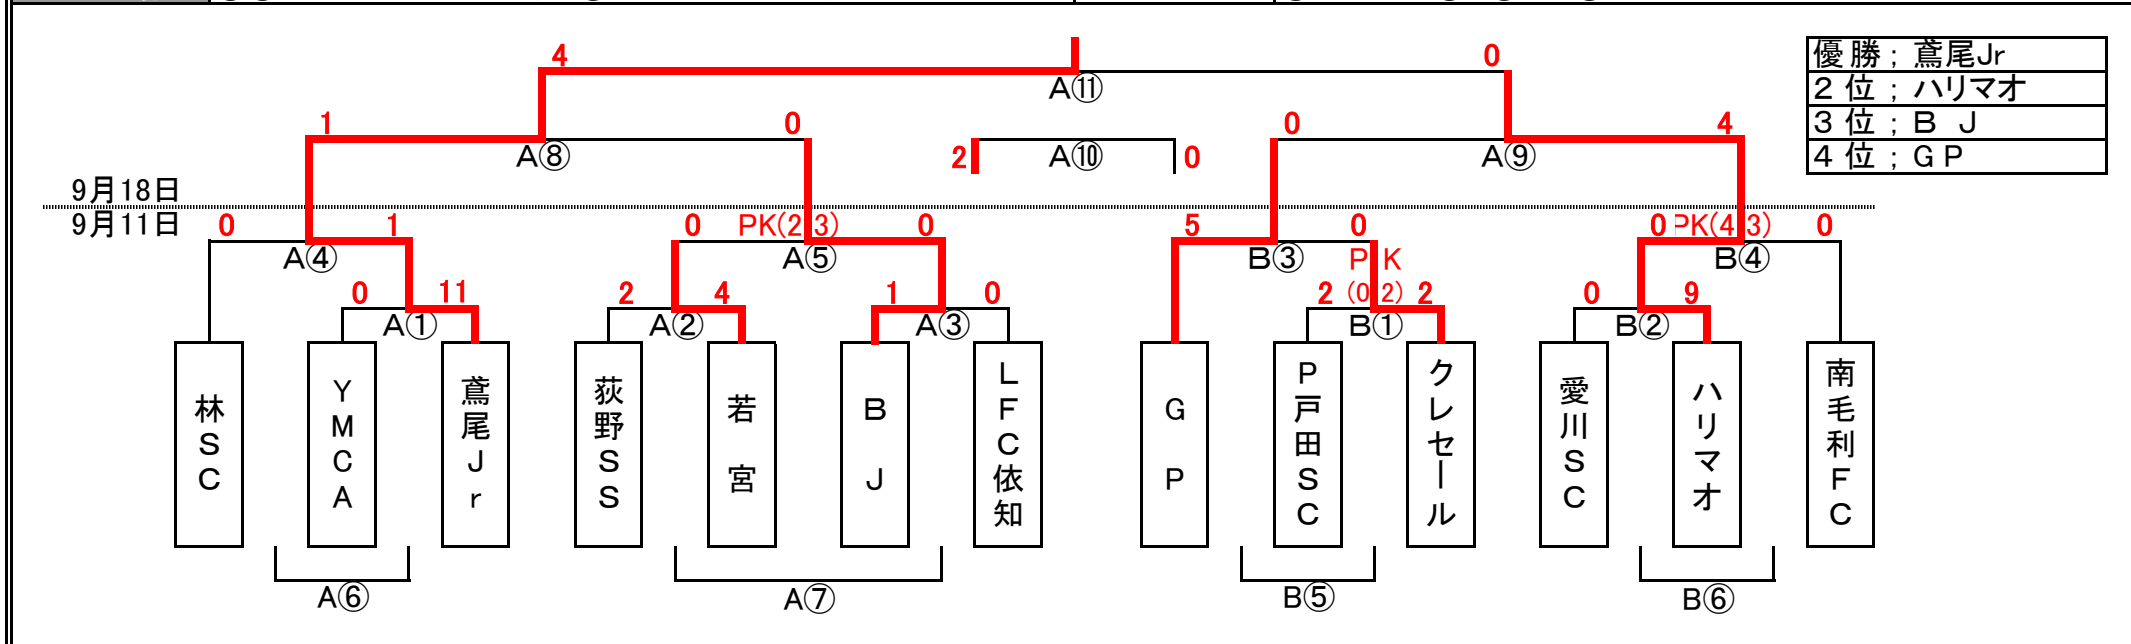 4 0
A⑪
優勝；鳶尾Jr
２位；ハリマオ
３位；ＢＪ
４位；ＧＰ
1 0 0 4
A⑧ 2 A⑩ 0 A⑨
9月18日
9月11日
0 1 0 PK(2 3) 0 5 0 0 PK(4 3) 0
A④ A⑤ B③ B④
P K
0 11 2 4 1 0 2 (0 2) 2 0 9
A① A② A③ B① B②
林ＳＣ
ＹＭＣＡ
鳶尾Ｊｒ
荻野ＳＳ
若宮
ＢＪ
ＬＦＣ依知
ＧＰ
Ｐ戸田ＳＣ
クレセール
愛川ＳＣ
ハリマオ
南毛利ＦＣ
A⑥ A⑦ B⑤ B⑥